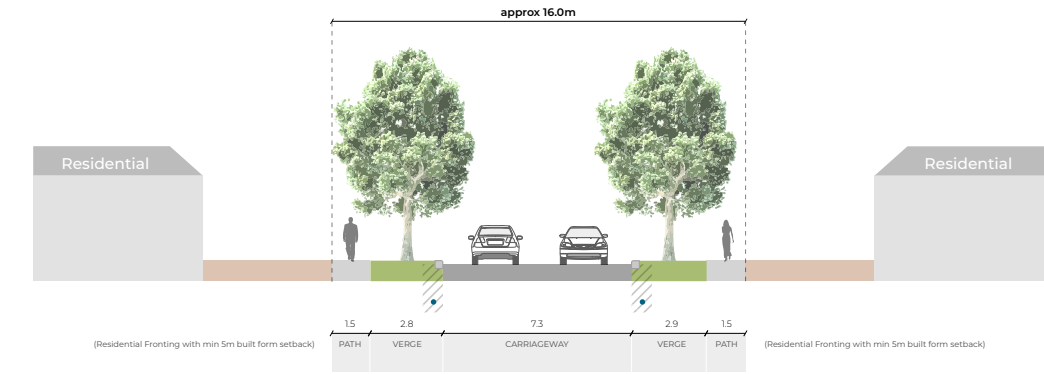 approx 16.0m
Residential
Residential
1.5
2.8
7.3
2.9
1.5
(Residential Fronting with min 5m built form setback)
PATH
VERGE
CARRIAGEWAY
VERGE
PATH
(Residential Fronting with min 5m built form setback)